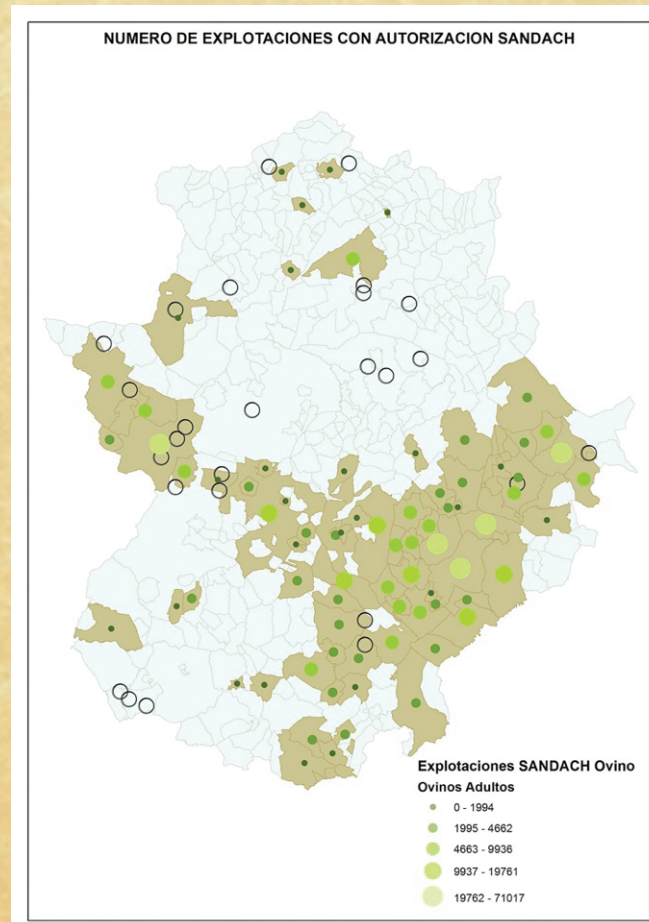 NUMERO DE EXPLOTACIONES CON AUTORIZACION SANDACH
Explotaciones SANDACH Ovino
Ovinos Adultos
0 - 1994
1995 - 4662
4663 - 9936
9937 - 19761
19762 - 71017